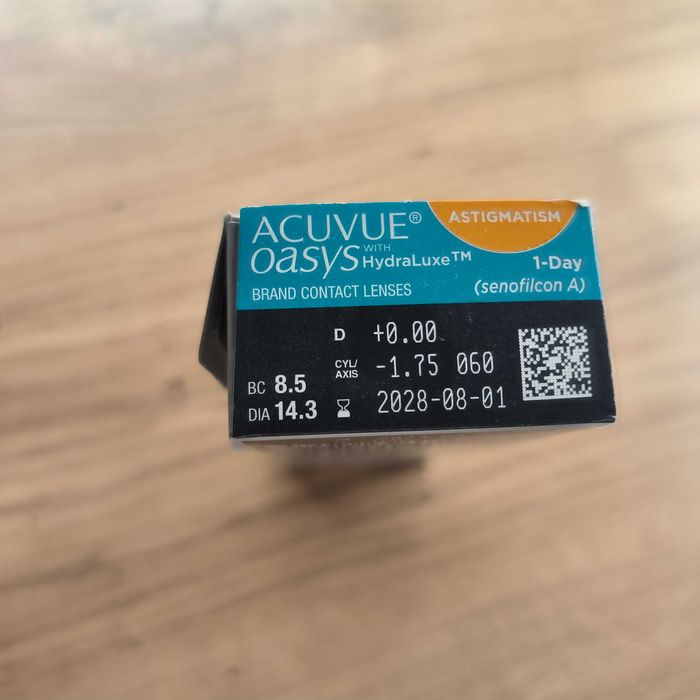 ACUVUE® ASTIGMATISM
oasys WITH HydraLuxe™ 1-Day
BRAND CONTACT LENSES (senofilcon A)
D +0.00
CYL/AXIS -1.75 060
BC 8.5
DIA 14.3 2028-08-01